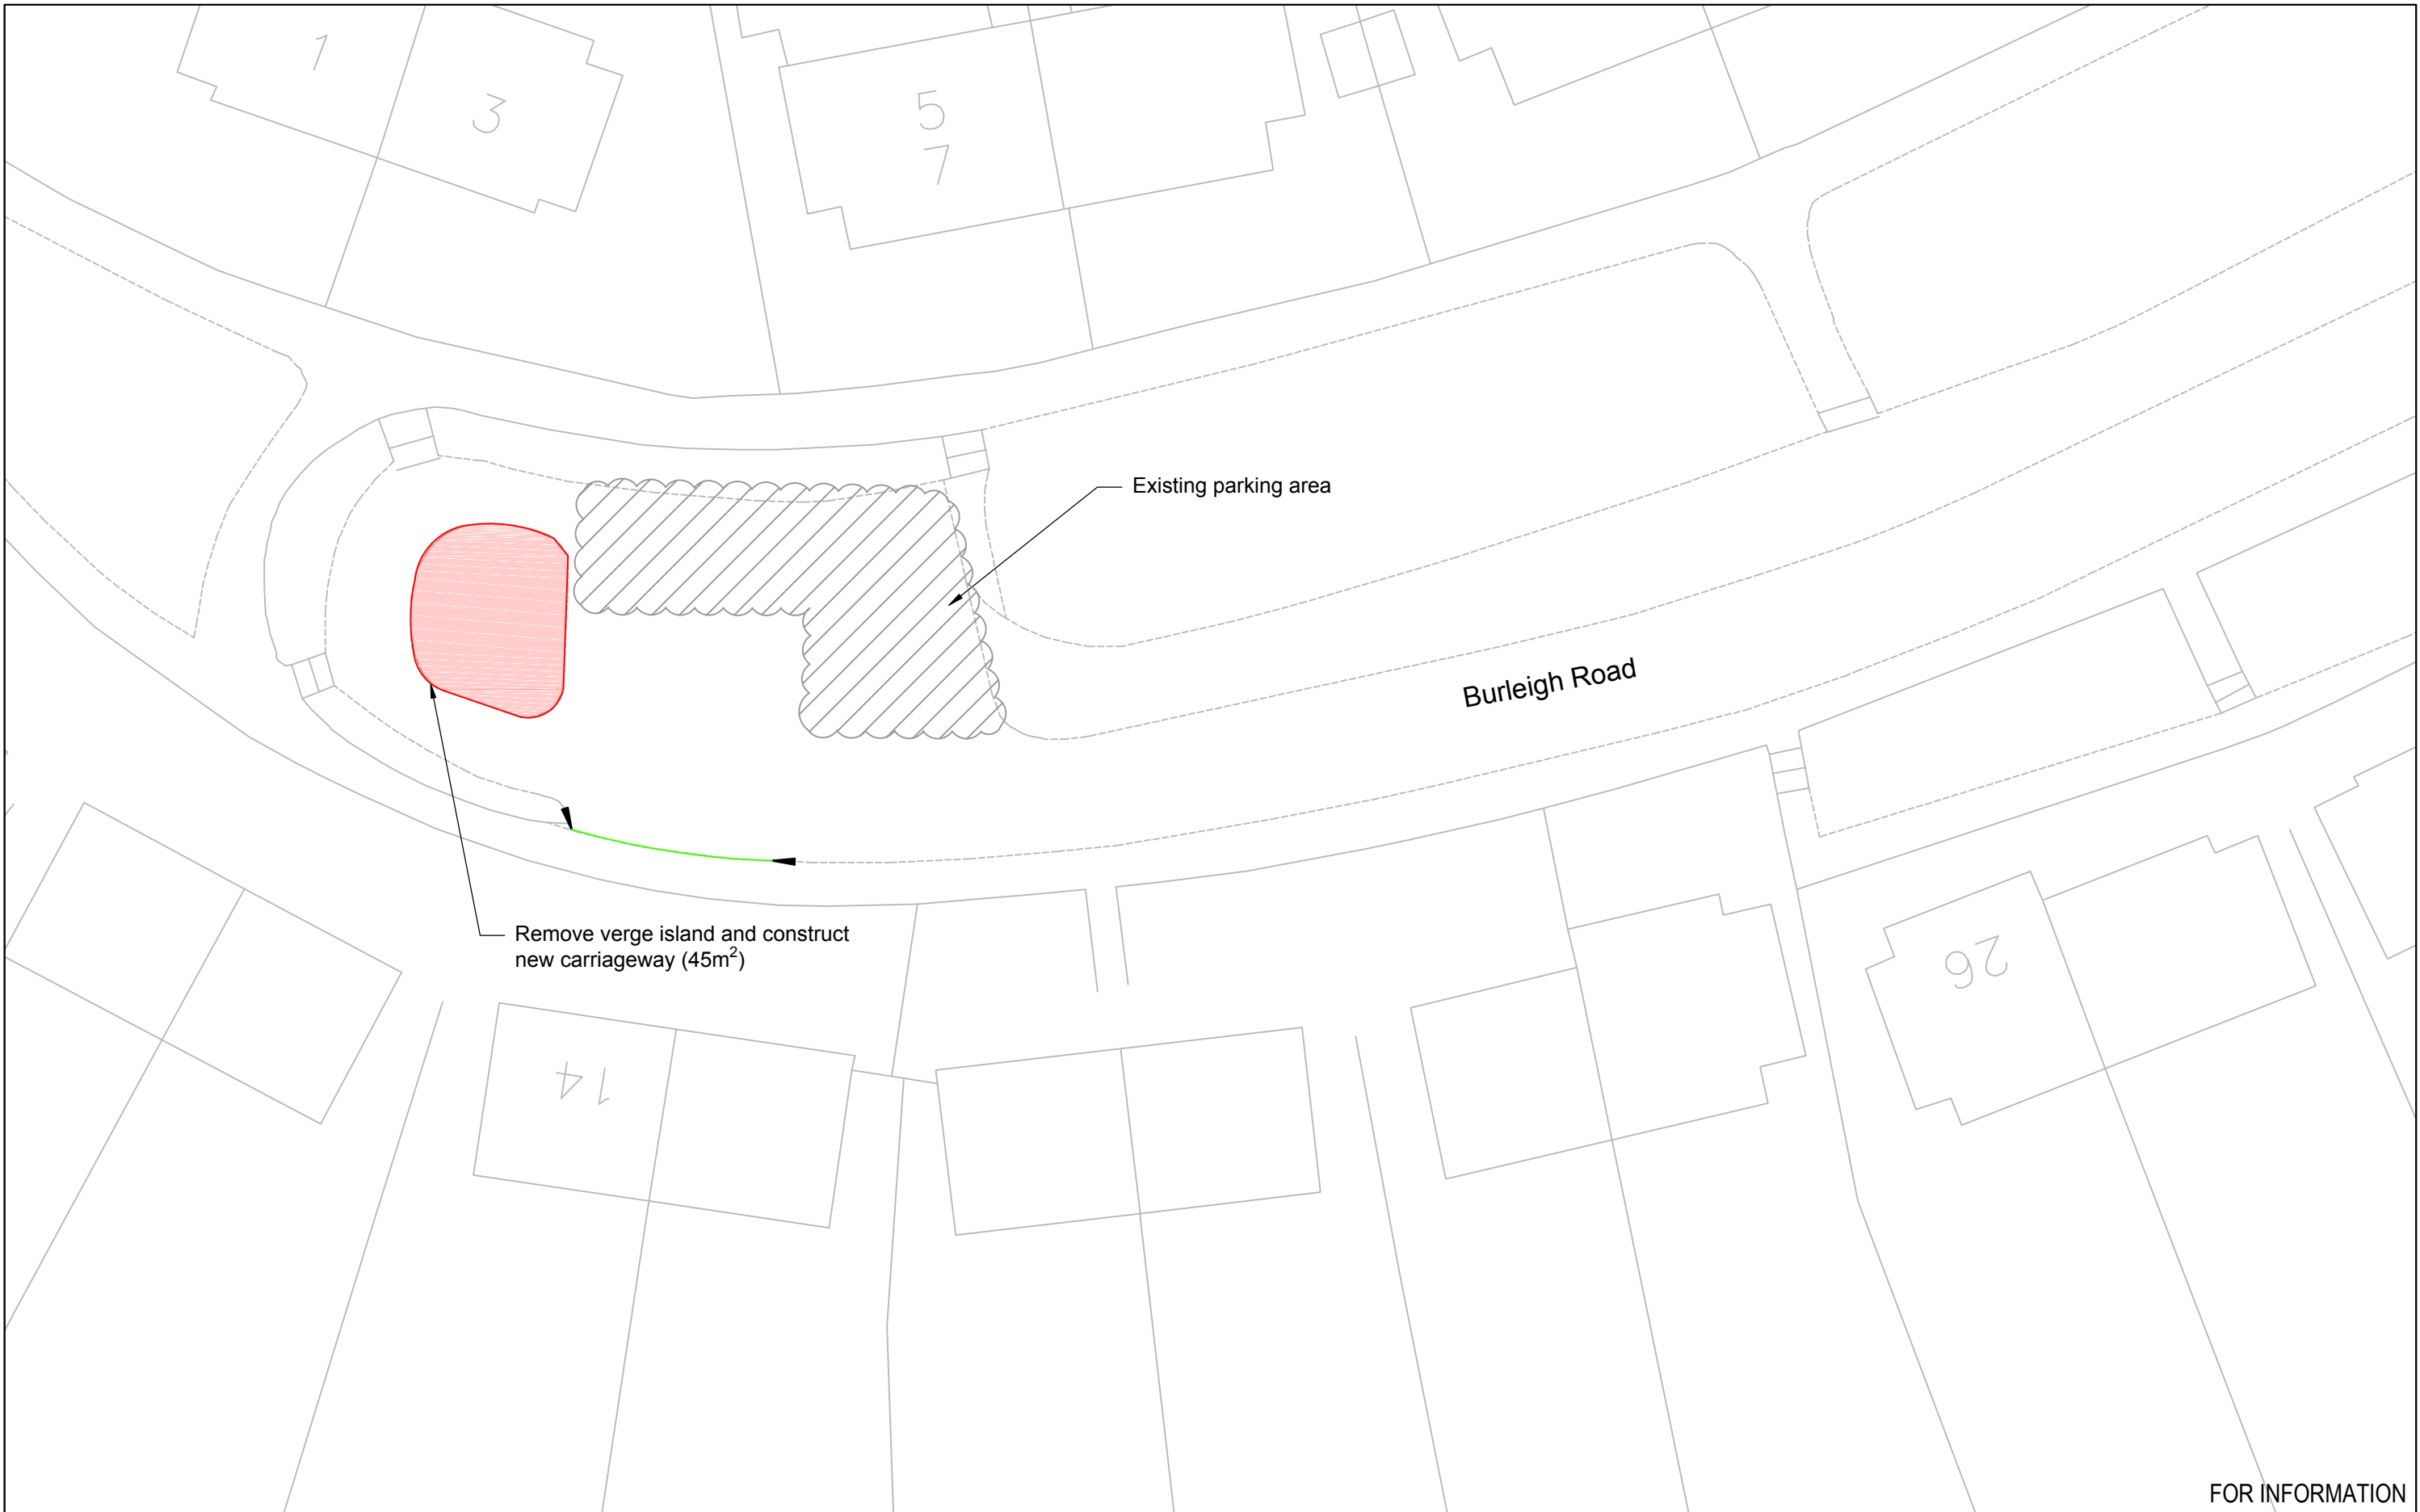 1
3
5
7
Existing parking area
Burleigh Road
Remove verge island and construct
new carriageway (45m²)
26
14
FOR INFORMATION